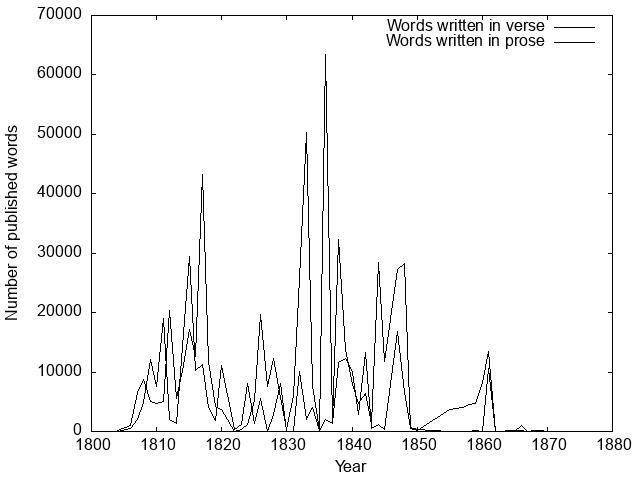 70000
60000
50000
40000
30000
20000
10000
0
Number of published words
Words written in verse
Words written in prose
1800 1810 1820 1830 1840 1850 1860 1870 1880
Year